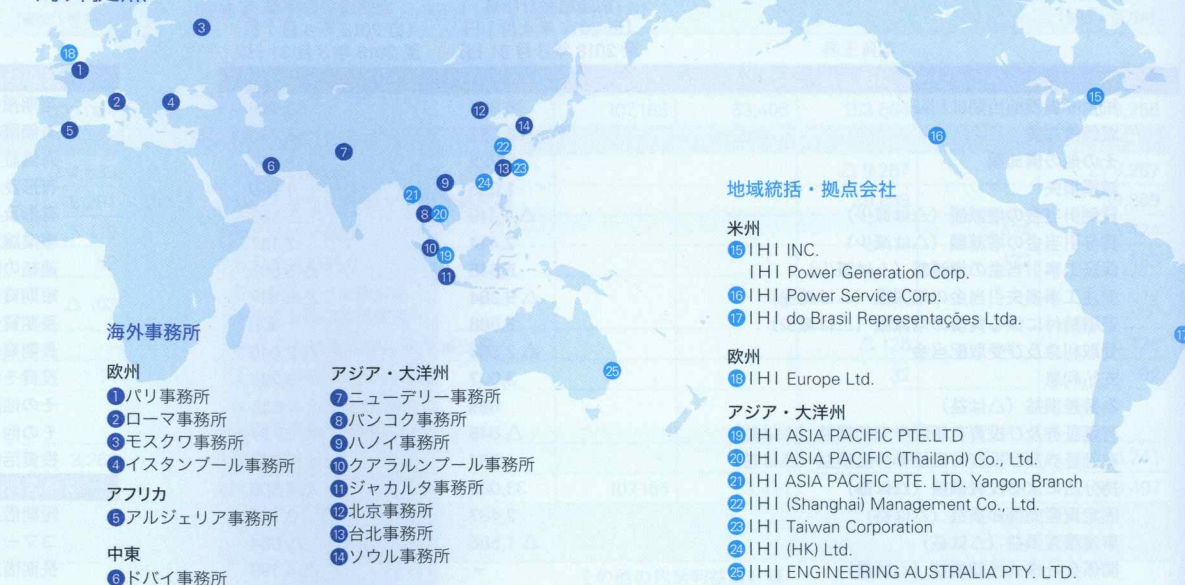 海外事務所
欧州
❶パリ事務所
❷ローマ事務所
❸モスクワ事務所
❹イスタンブール事務所
アフリカ
❺アルジェリア事務所
中東
❻ドバイ事務所
アジア・大洋州
❼ニューデリー事務所
❽バンコク事務所
❾ハノイ事務所
❿クアラルンプール事務所
⓫ジャカルタ事務所
⓬北京事務所
⓭台北事務所
⓮ソウル事務所
地域統括・拠点会社
米州
⓯IHI INC.
IHI Power Generation Corp.
⓰IHI Power Service Corp.
⓱IHI do Brasil Representações Ltda.
欧州
⓲IHI Europe Ltd.
アジア・大洋州
⓳IHI ASIA PACIFIC PTE.LTD
⓴IHI ASIA PACIFIC (Thailand) Co., Ltd.
㉑IHI ASIA PACIFIC PTE. LTD. Yangon Branch
㉒IHI (Shanghai) Management Co., Ltd.
㉓IHI Taiwan Corporation
㉔IHI (HK) Ltd.
㉕IHI ENGINEERING AUSTRALIA PTY. LTD.